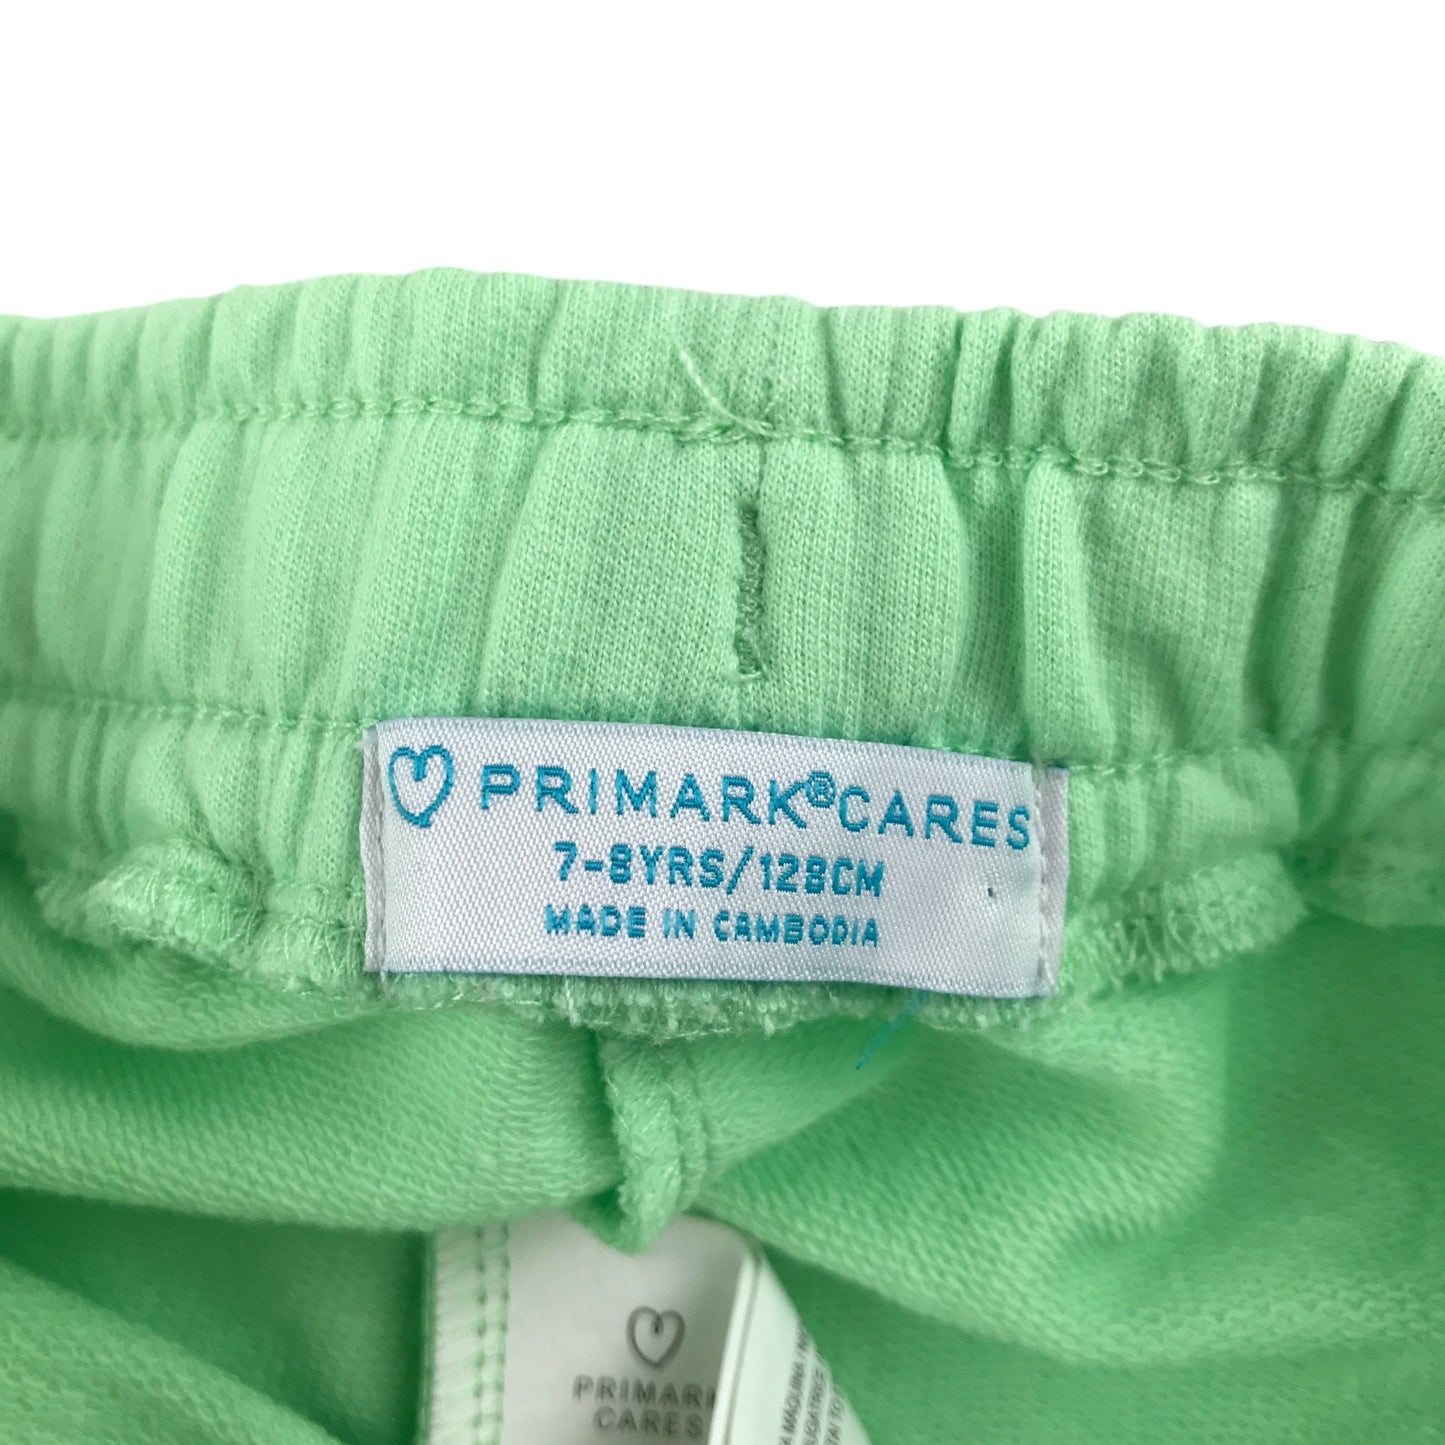 PRIMARK® CARES
7-8YRS/128CM
MADE IN CAMBODIA
PRIMARK
CARES